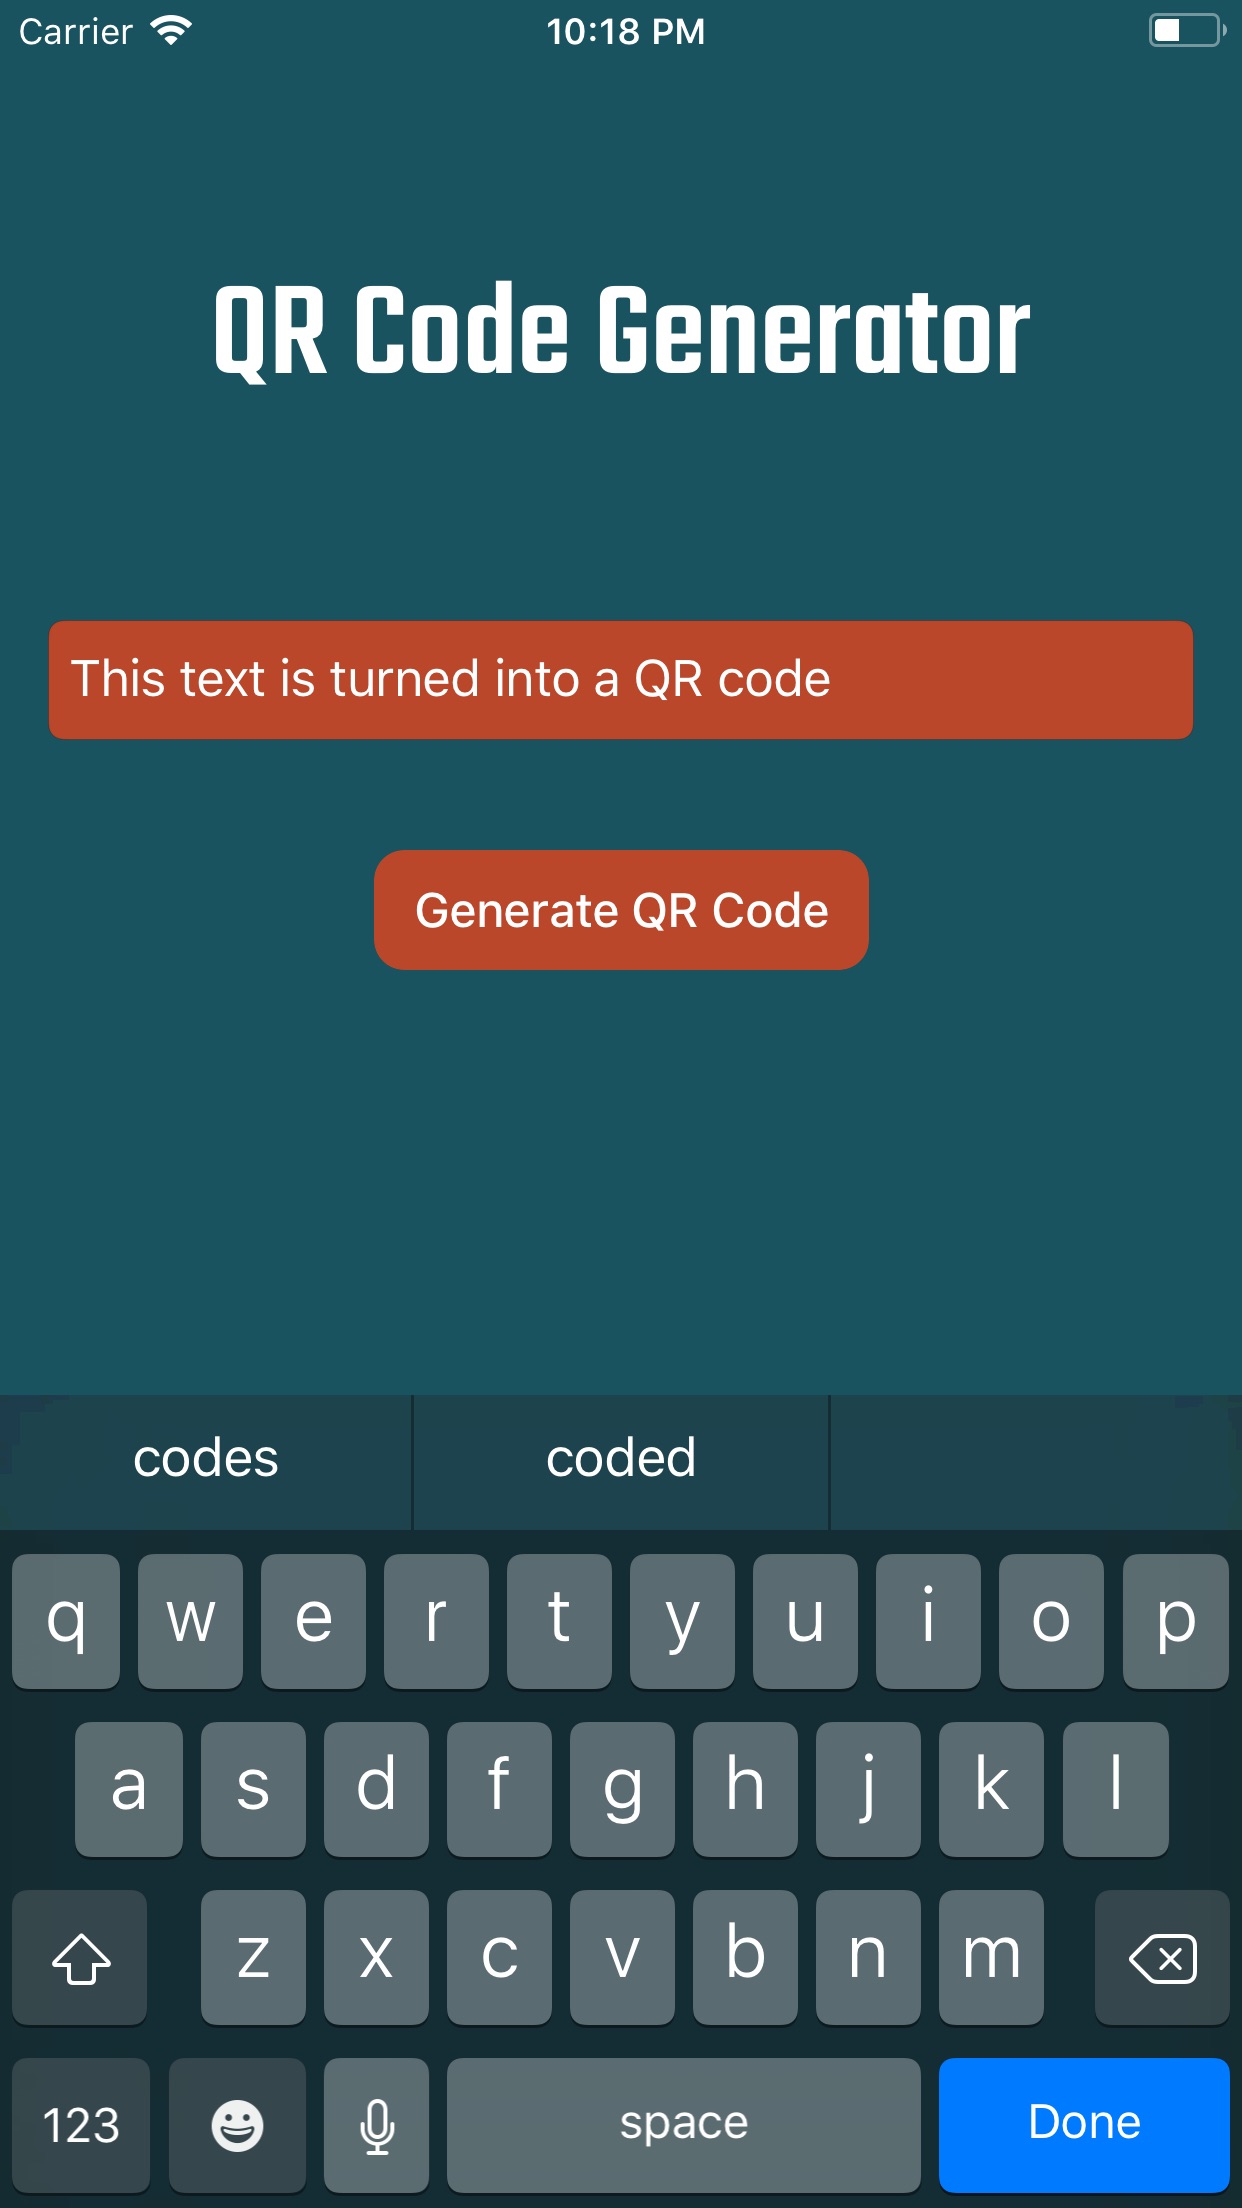 Carrier 10:18 PM
QR Code Generator
This text is turned into a QR code
Generate QR Code
codes coded
q w e r t y u i o p
a s d f g h j k l
z x c v b n m
123 space Done